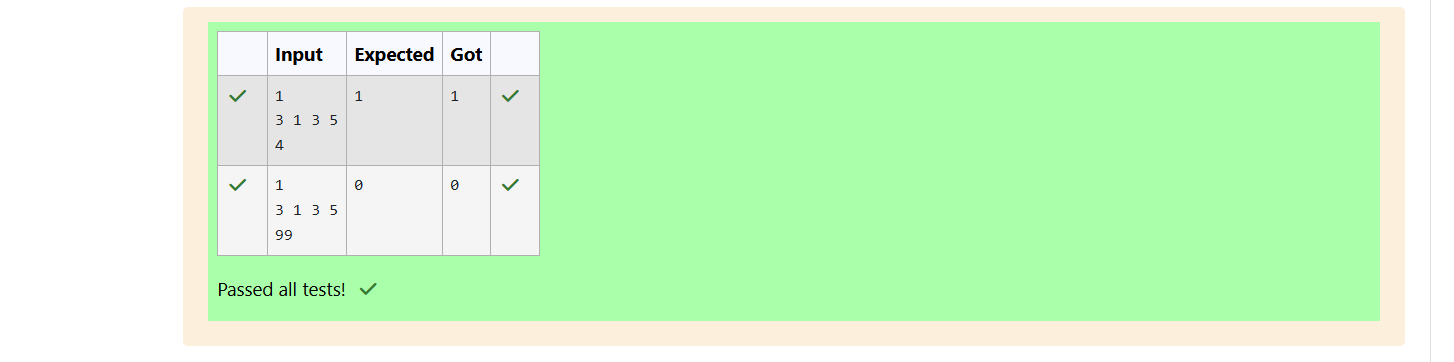 Input Expected Got
1 1 1
3 1 3 5
4
1 0 0
3 1 3 5
99
Passed all tests!